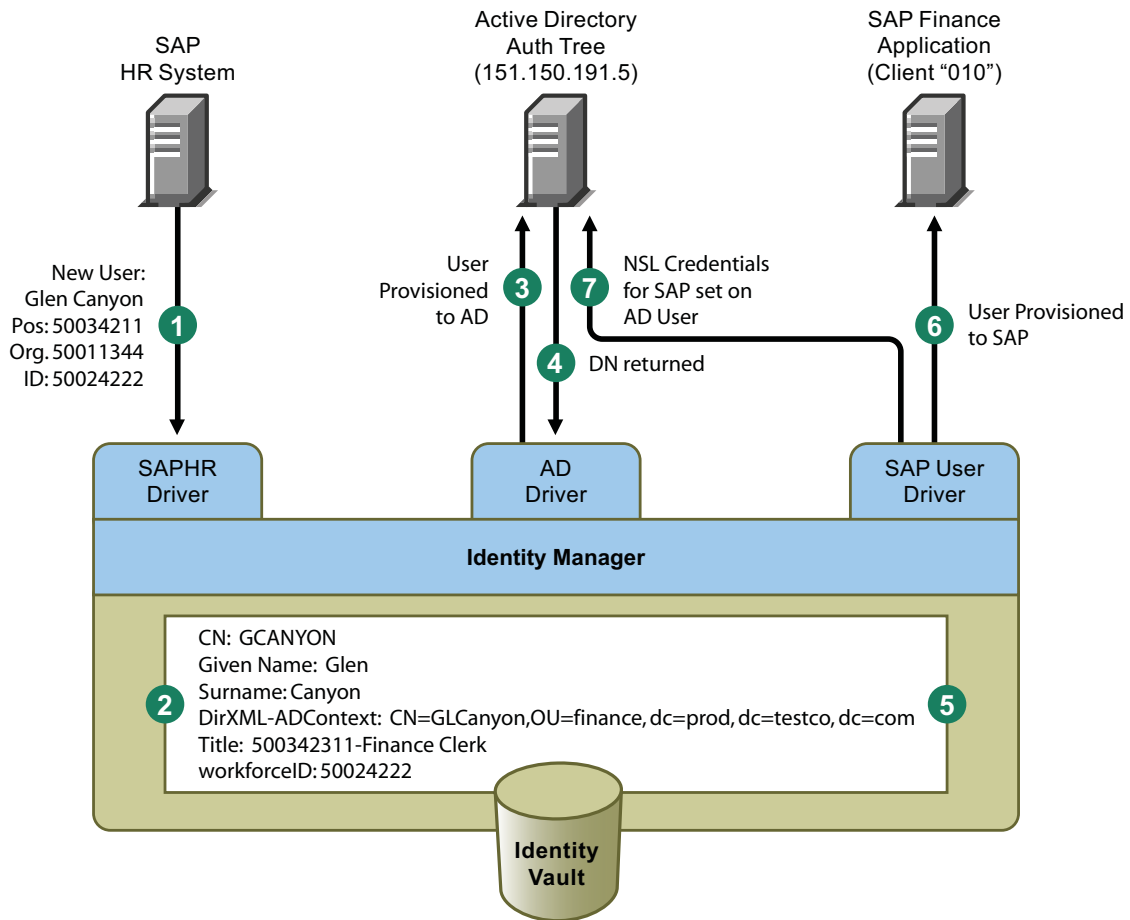 SAP
HR System
Active Directory
Auth Tree
(151.150.191.5)
SAP Finance
Application
(Client “010”)
New User:
Glen Canyon
Pos: 50034211
Org. 50011344
ID: 50024222
1
User
Provisioned
to AD
3
4
DN returned
7
NSL Credentials
for SAP set on
AD User
6
User Provisioned
to SAP
SAPHR
Driver
AD
Driver
SAP User
Driver
Identity Manager
2
CN: GCANYON
Given Name: Glen
Surname: Canyon
DirXML-ADContext: CN=GLCanyon,OU=finance, dc=prod, dc=testco, dc=com
Title: 500342311-Finance Clerk
workforceID: 50024222
5
Identity
Vault